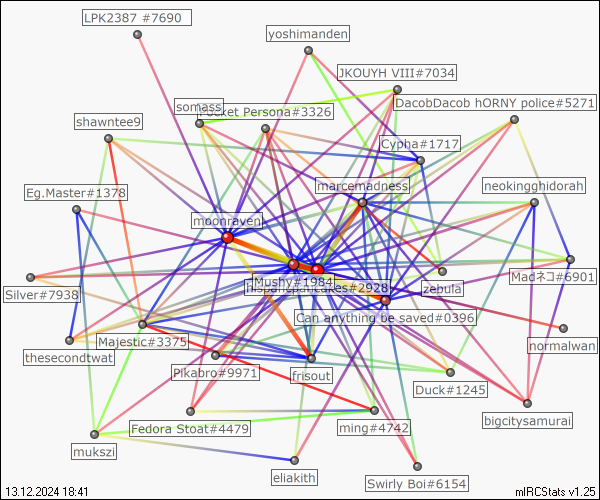 LPK2387 #7690
yoshimanden
JKOUYH VIII#7034
DacobDacob hORNY police#5271
somass
Pocket Persona#3326
shawntee9
Cypha#1717
marcemadness
Eg.Master#1378
neokingghidorah
moonraveni
Mushy#1984
Madネコ#6901
Silver#7938
zebula
Can anything be saved#0396
normalwan
Majestic#3375
thesecondtwat
Pikabro#9971
frisout
Duck#1245
bigcitysamurai
Fedora Stoat#4479
ming#4742
mukszi
eliakith
Swirly Boi#6154
13.12.2024 18:41
mIRCStats v1.25